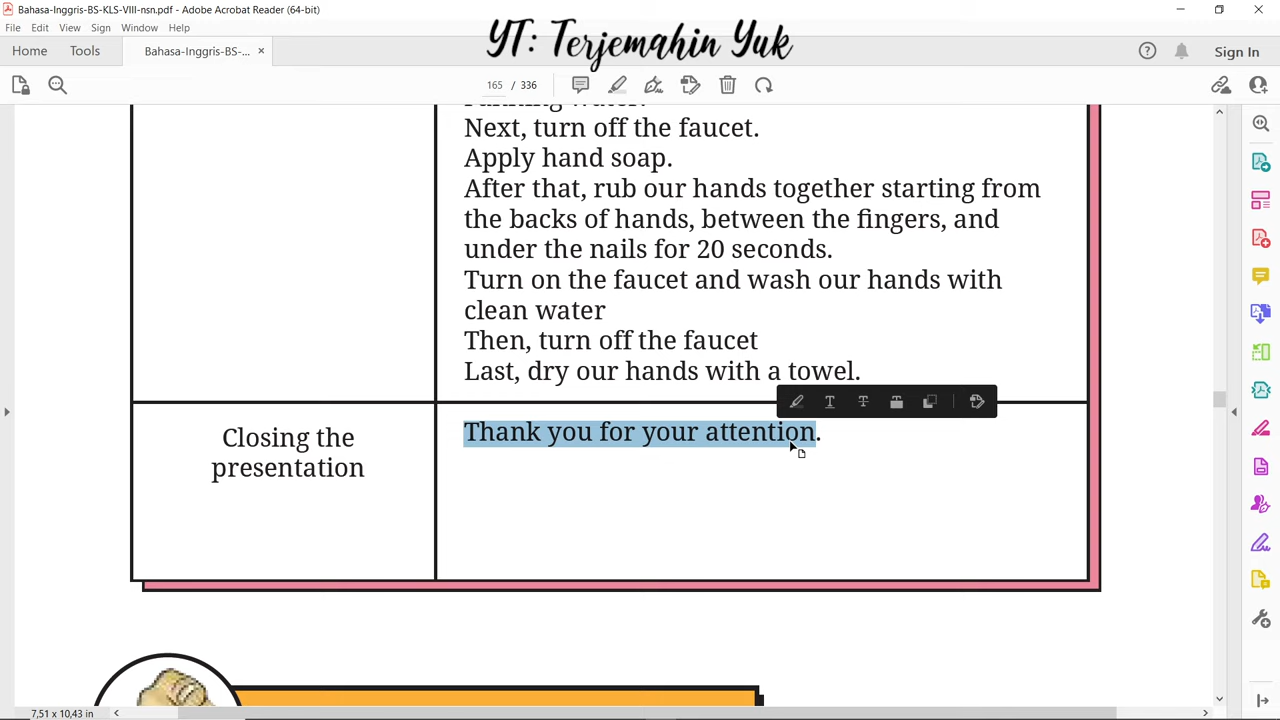 Bahasa-Inggris-BS-KLS-VIII-nsn.pdf - Adobe Acrobat Reader (64-bit)
File Edit View Sign Window Help
YT: Terjemahin Yuk
Home Tools Bahasa-Inggris-BS-... × Sign In
165 / 336
running water.
Next, turn off the faucet.
Apply hand soap.
After that, rub our hands together starting from
the backs of hands, between the fingers, and
under the nails for 20 seconds.
Turn on the faucet and wash our hands with
clean water
Then, turn off the faucet
Last, dry our hands with a towel.
Closing the
presentation
Thank you for your attention.
7,51 x 10,43 in